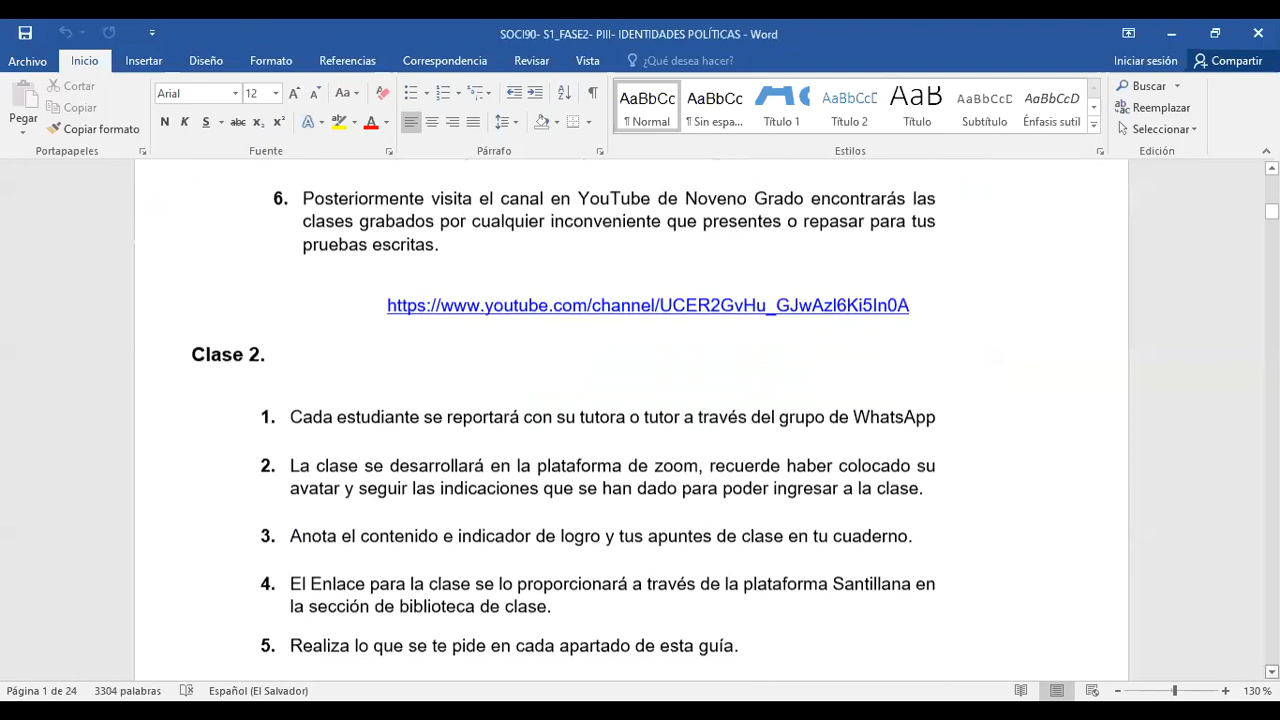 SOCI90- S1_FASE2- PIII- IDENTIDADES POLÍTICAS - Word
Archivo Inicio Insertar Diseño Formato Referencias Correspondencia Revisar Vista ¿Qué desea hacer? Iniciar sesión Compartir
Pegar
Cortar
Copiar
Copiar formato
Portapapeles
Arial 12
Aa
N K S abc x₂ x² A A
Fuente
Párrafo
AaBbCc AaBbCc AaBbCcD AaB AaBbCcD AaBbCcD
¶ Normal ¶ Sin espa... Título 1 Título 2 Título Subtítulo Énfasis sutil
Estilos
Buscar
Reemplazar
Seleccionar
Edición
6. Posteriormente visita el canal en YouTube de Noveno Grado encontrarás las
clases grabados por cualquier inconveniente que presentes o repasar para tus
pruebas escritas.
https://www.youtube.com/channel/UCER2GvHu_GJwAzl6Ki5In0A
Clase 2.
1. Cada estudiante se reportará con su tutora o tutor a través del grupo de WhatsApp
2. La clase se desarrollará en la plataforma de zoom, recuerde haber colocado su
avatar y seguir las indicaciones que se han dado para poder ingresar a la clase.
3. Anota el contenido e indicador de logro y tus apuntes de clase en tu cuaderno.
4. El Enlace para la clase se lo proporcionará a través de la plataforma Santillana en
la sección de biblioteca de clase.
5. Realiza lo que se te pide en cada apartado de esta guía.
Página 1 de 24 3304 palabras Español (El Salvador) 130 %